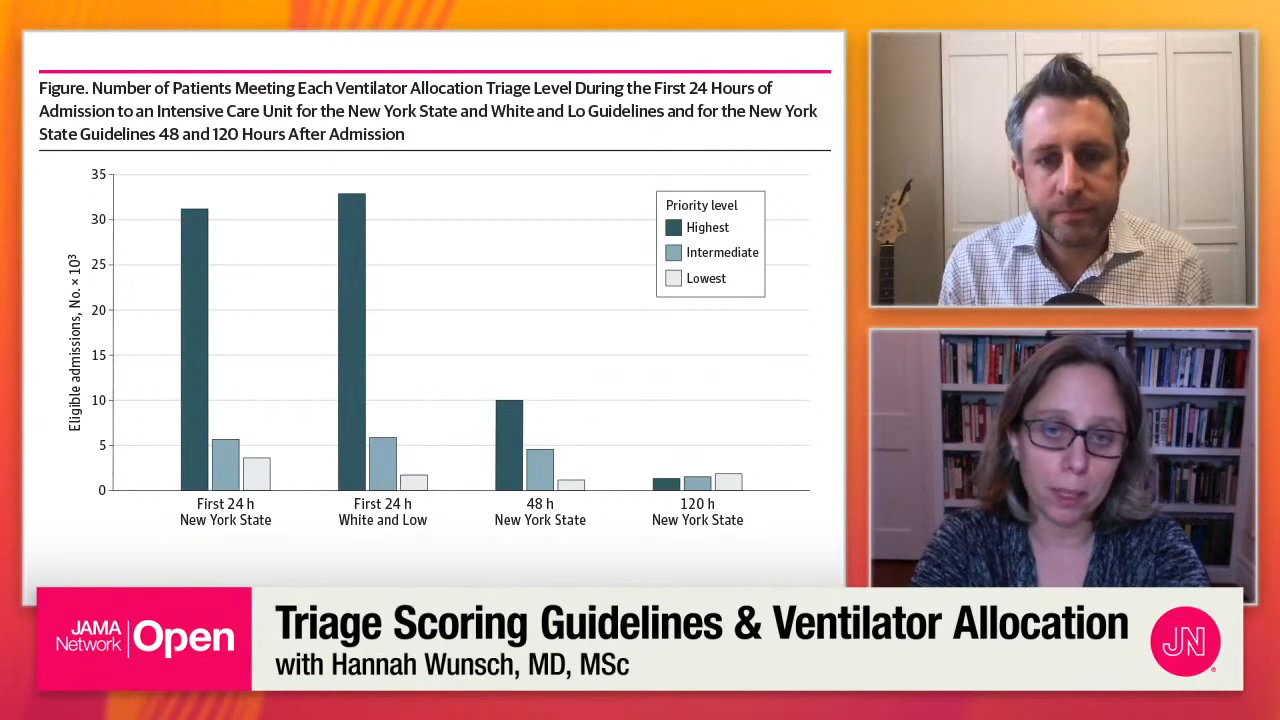 Figure. Number of Patients Meeting Each Ventilator Allocation Triage Level During the First 24 Hours of
Admission to an Intensive Care Unit for the New York State and White and Lo Guidelines and for the New York
State Guidelines 48 and 120 Hours After Admission
35
30
25
20
15
10
5
0
Eligible admissions, No. × 10³
Priority level
Highest
Intermediate
Lowest
First 24 h
New York State
First 24 h
White and Low
48 h
New York State
120 h
New York State
JAMA
Network
Open
Triage Scoring Guidelines & Ventilator Allocation
with Hannah Wunsch, MD, MSc
JN